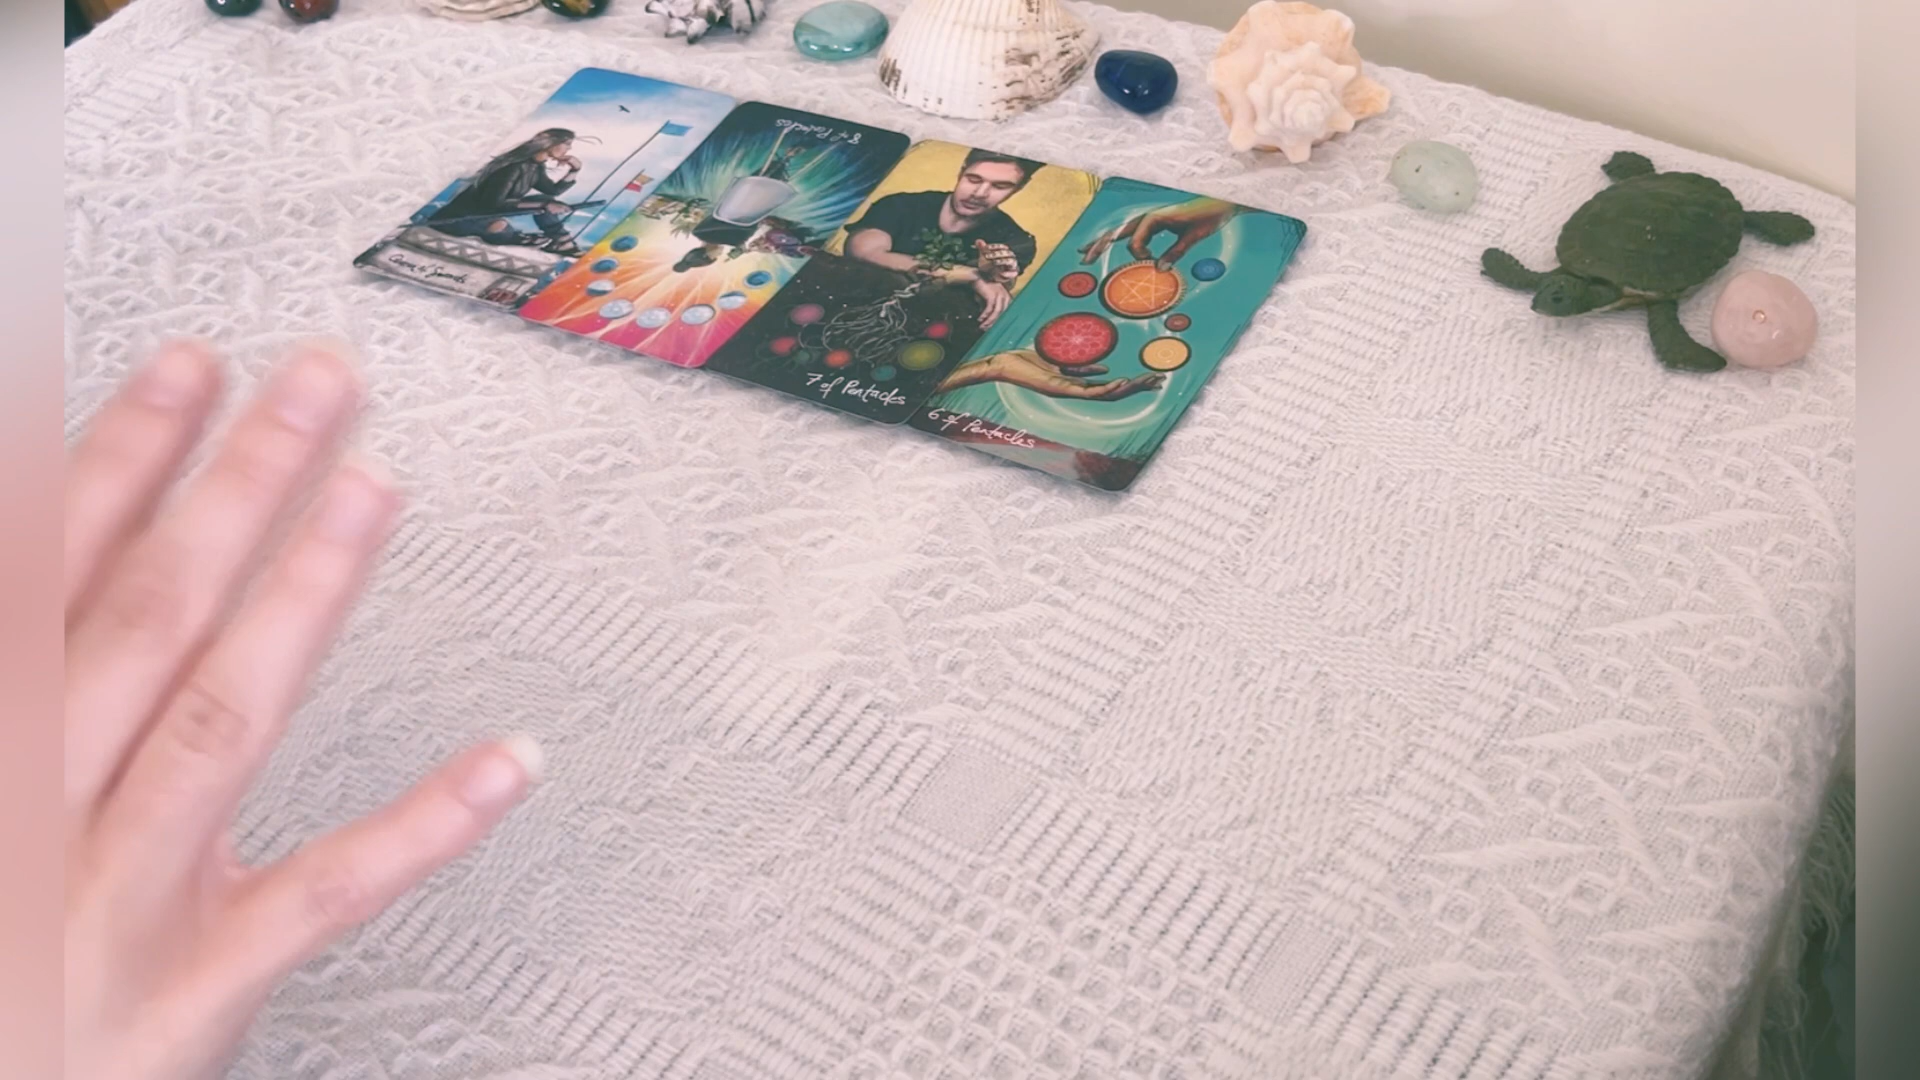 Queen of Swords
8 of Pentacles
7 of Pentacles
6 of Pentacles